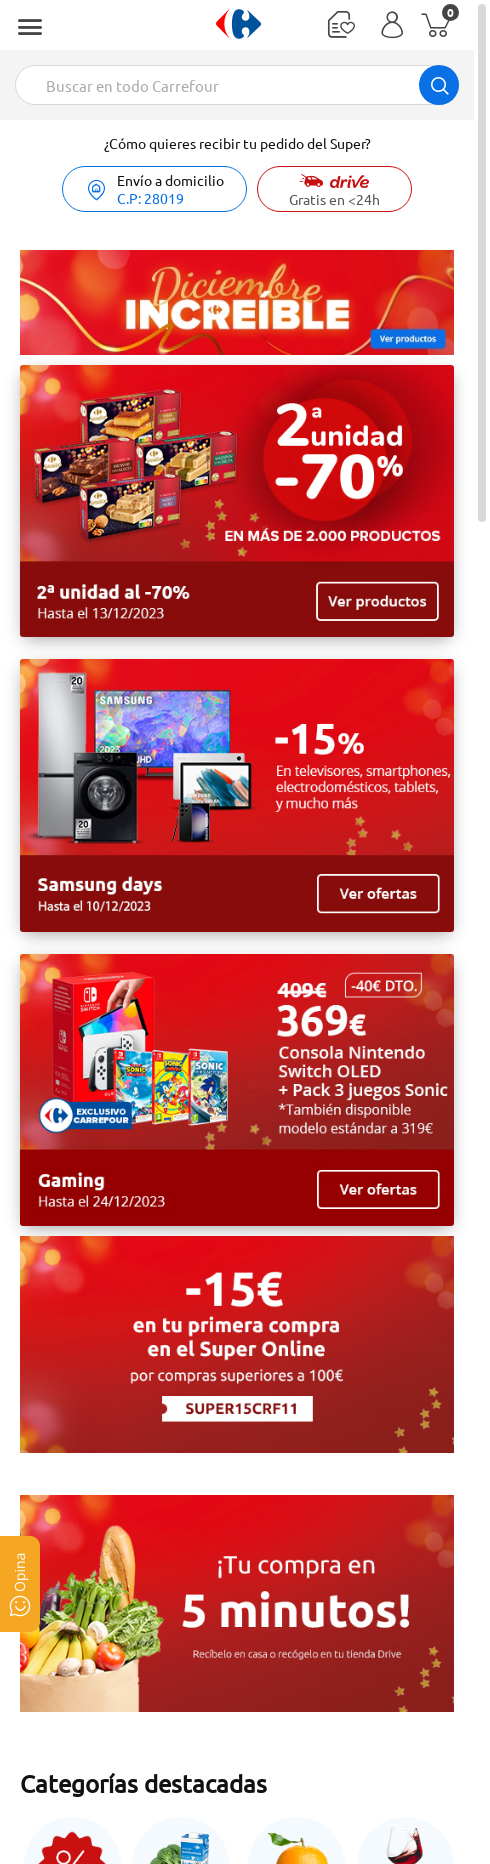 0
Buscar en todo Carrefour
¿Cómo quieres recibir tu pedido del Super?
Envío a domicilio
C.P: 28019
drive
Gratis en <24h
Diciembre
INCREÍBLE
Ver productos
2ª
unidad
-70%
EN MÁS DE 2.000 PRODUCTOS
2ª unidad al -70%
Hasta el 13/12/2023
Ver productos
20
SAMSUNG
2023
UHD
20
-15%
En televisores, smartphones,
electrodomésticos, tablets,
y mucho más
Samsung days
Hasta el 10/12/2023
Ver ofertas
409€
-40€ DTO.
369€
Consola Nintendo
Switch OLED
+ Pack 3 juegos Sonic
*También disponible
modelo estándar a 319€
EXCLUSIVO
CARREFOUR
Gaming
Hasta el 24/12/2023
Ver ofertas
-15€
en tu primera compra
en el Super Online
por compras superiores a 100€
SUPER15CRF11
Opina
¡Tu compra en
5 minutos!
Recíbelo en casa o recógelo en tu tienda Drive
Categorías destacadas
%